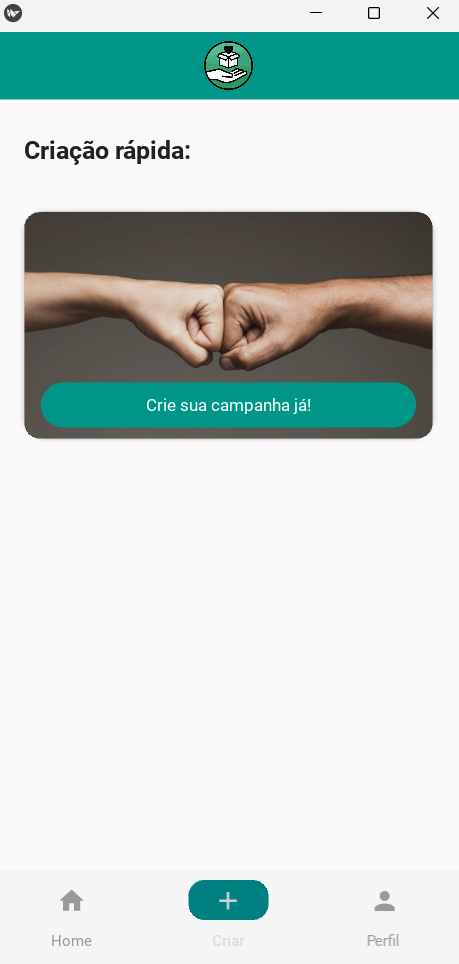 Criação rápida:
Crie sua campanha já!
Home
Criar
Perfil